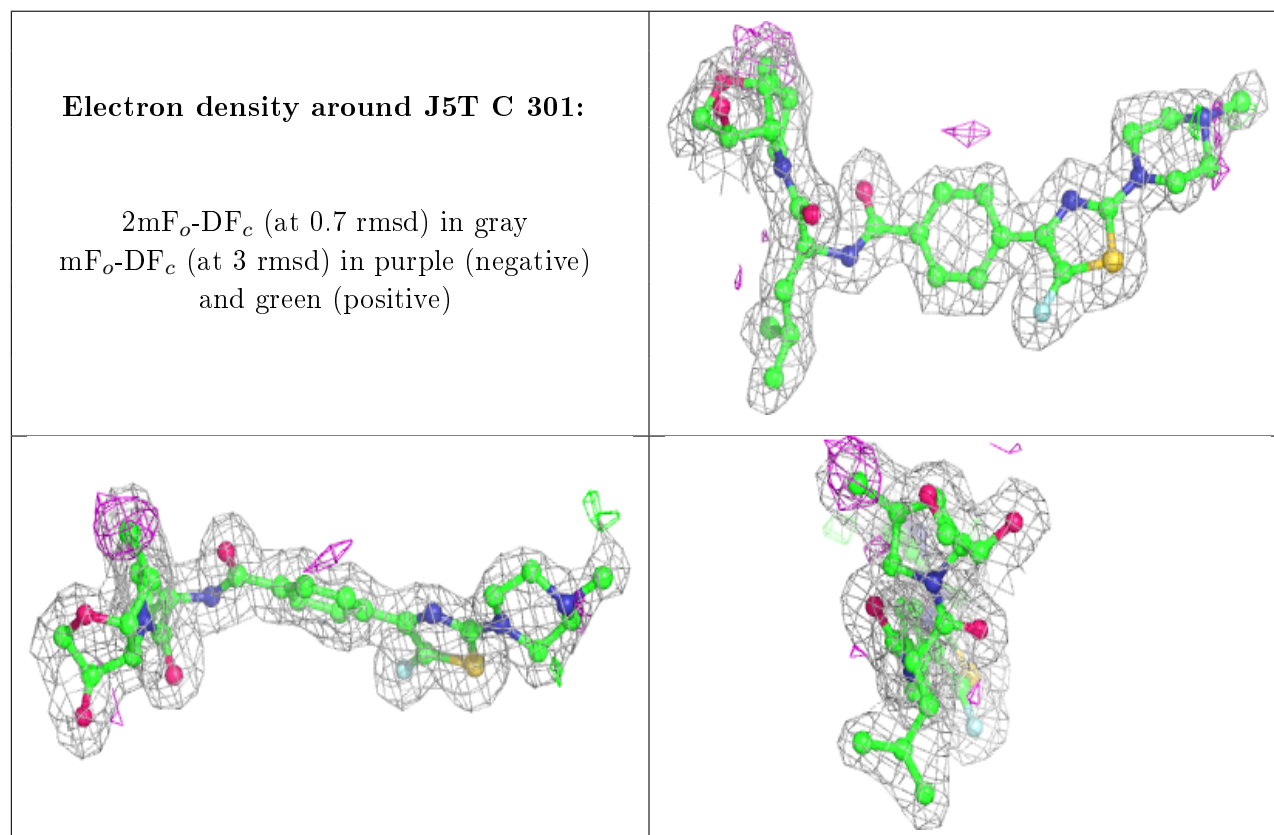 Electron density around J5T C 301:
2mFo-DFc (at 0.7 rmsd) in gray
mFo-DFc (at 3 rmsd) in purple (negative)
and green (positive)